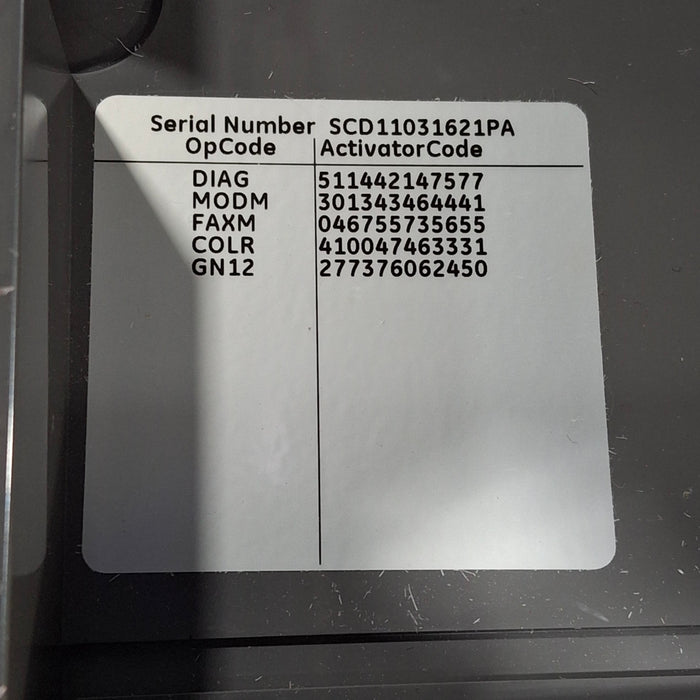 Serial Number SCD11031621PA
OpCode ActivatorCode
DIAG 511442147577
MODM 301343464441
FAXM 046755735655
COLR 410047463331
GN12 277376062450